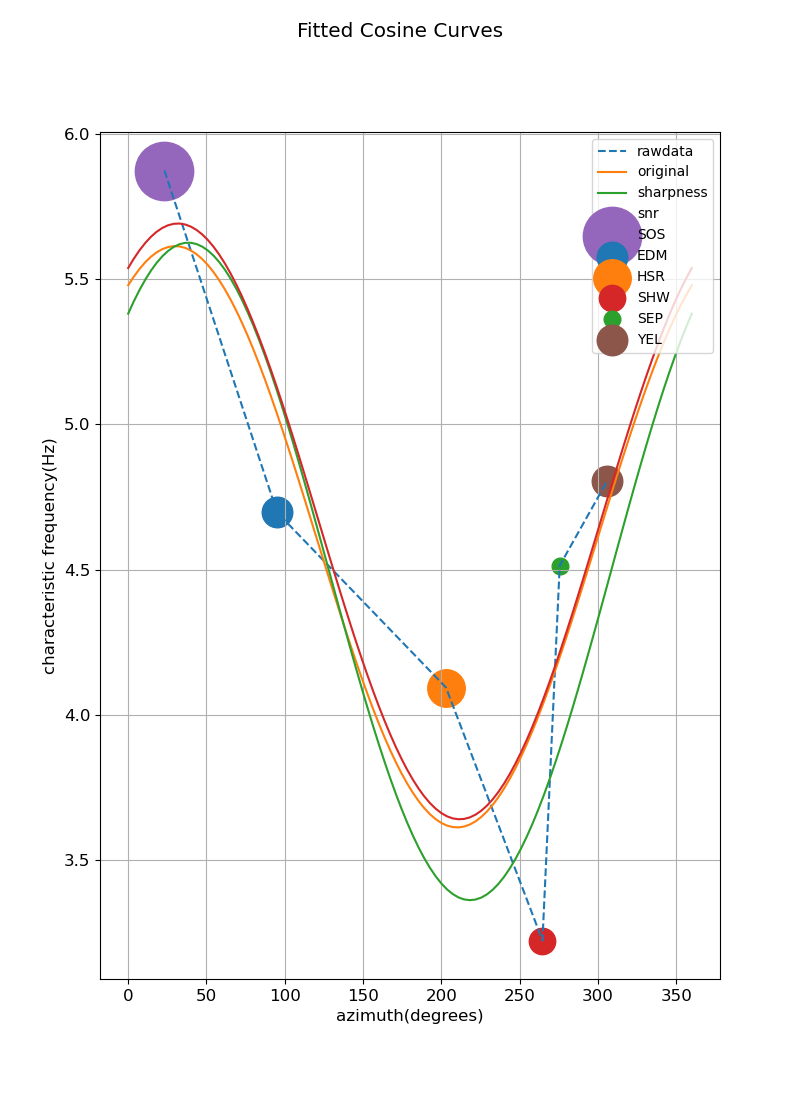 Fitted Cosine Curves
6.0
5.5
5.0
4.5
4.0
3.5
characteristic frequency(Hz)
rawdata
original
sharpness
snr
SOS
EDM
HSR
SHW
SEP
YEL
0 50 100 150 200 250 300 350
azimuth(degrees)